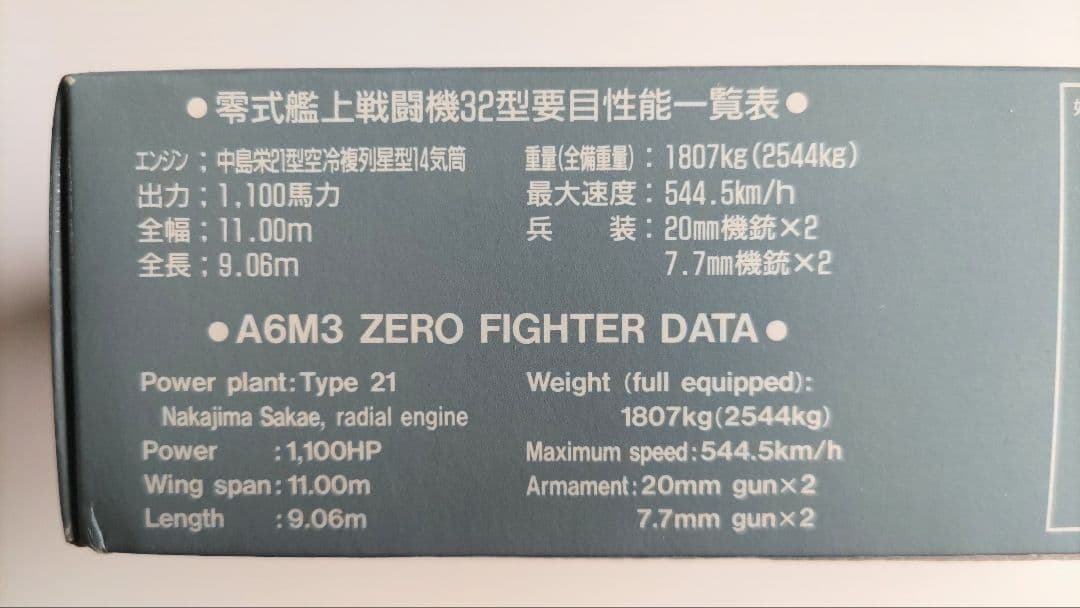 ●零式艦上戦闘機32型要目性能一覧表●
エンジン；中島栄21型空冷複列星型14気筒
出力；1,100馬力
全幅；11.00m
全長；9.06m
重量(全備重量)：1807kg(2544kg)
最大速度：544.5km/h
兵　　装：20mm機銃×2
7.7mm機銃×2
●A6M3 ZERO FIGHTER DATA●
Power plant:Type 21
Nakajima Sakae, radial engine
Power :1,100HP
Wing span:11.00m
Length :9.06m
Weight (full equipped):
1807kg(2544kg)
Maximum speed:544.5km/h
Armament:20mm gun×2
7.7mm gun×2